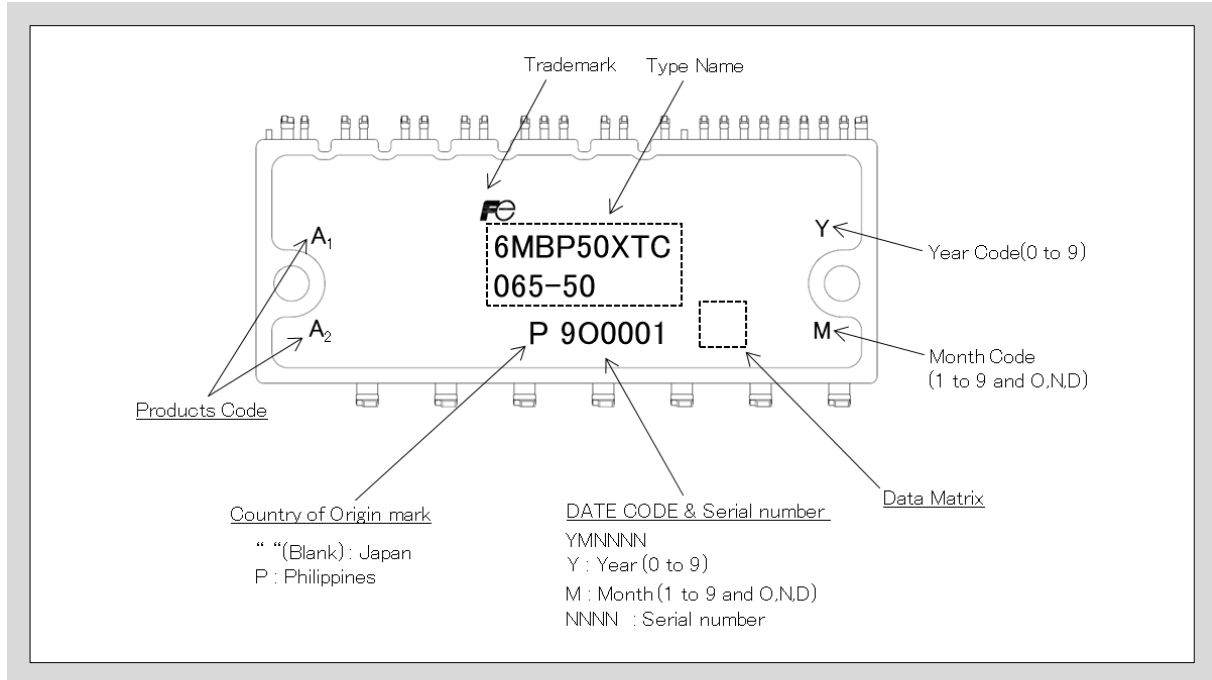 Trademark
Type Name
Fe
6MBP50XTC
065-50
P 9O0001
A1
A2
Y
M
Year Code(0 to 9)
Month Code
(1 to 9 and O,N,D)
Products Code
Country of Origin mark
“ “(Blank) : Japan
P : Philippines
DATE CODE & Serial number
YMNNNN
Y : Year (0 to 9)
M : Month (1 to 9 and O,N,D)
NNNN : Serial number
Data Matrix